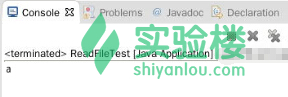 Console Problems Javadoc Declaration
实验楼
<terminated> ReadFileTest [Java Application]
shiyanlou.com
a